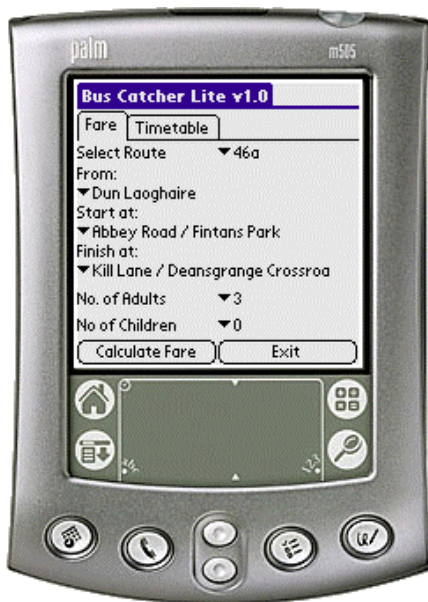 palm m505
Bus Catcher Lite v1.0
Fare Timetable
Select Route 46a
From:
Dun Laoghaire
Start at:
Abbey Road / Fintans Park
Finish at:
Kill Lane / Deansgrange Crossroa
No. of Adults 3
No of Children 0
Calculate Fare Exit
123